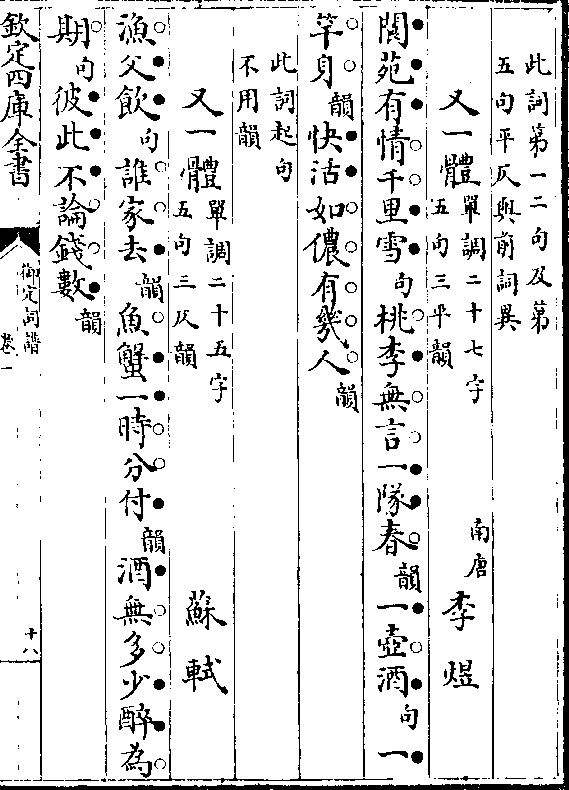 此詞第一二句及第
五句平仄與前詞異
又一體 單調二十七字 五句三平韻 南唐 李煜
閬苑有情千里雪句桃李無言一隊春韻一壺酒句一
竿身韻快活如儂有幾人韻
此詞起句
不用韻
又一體 單調二十五字 五句三仄韻 蘇軾
漁父飲句誰家去韻魚蟹一時分付韻酒無多少醉為
期句彼此不論錢數韻
欽定四庫全書 御定詞譜 卷一 十八